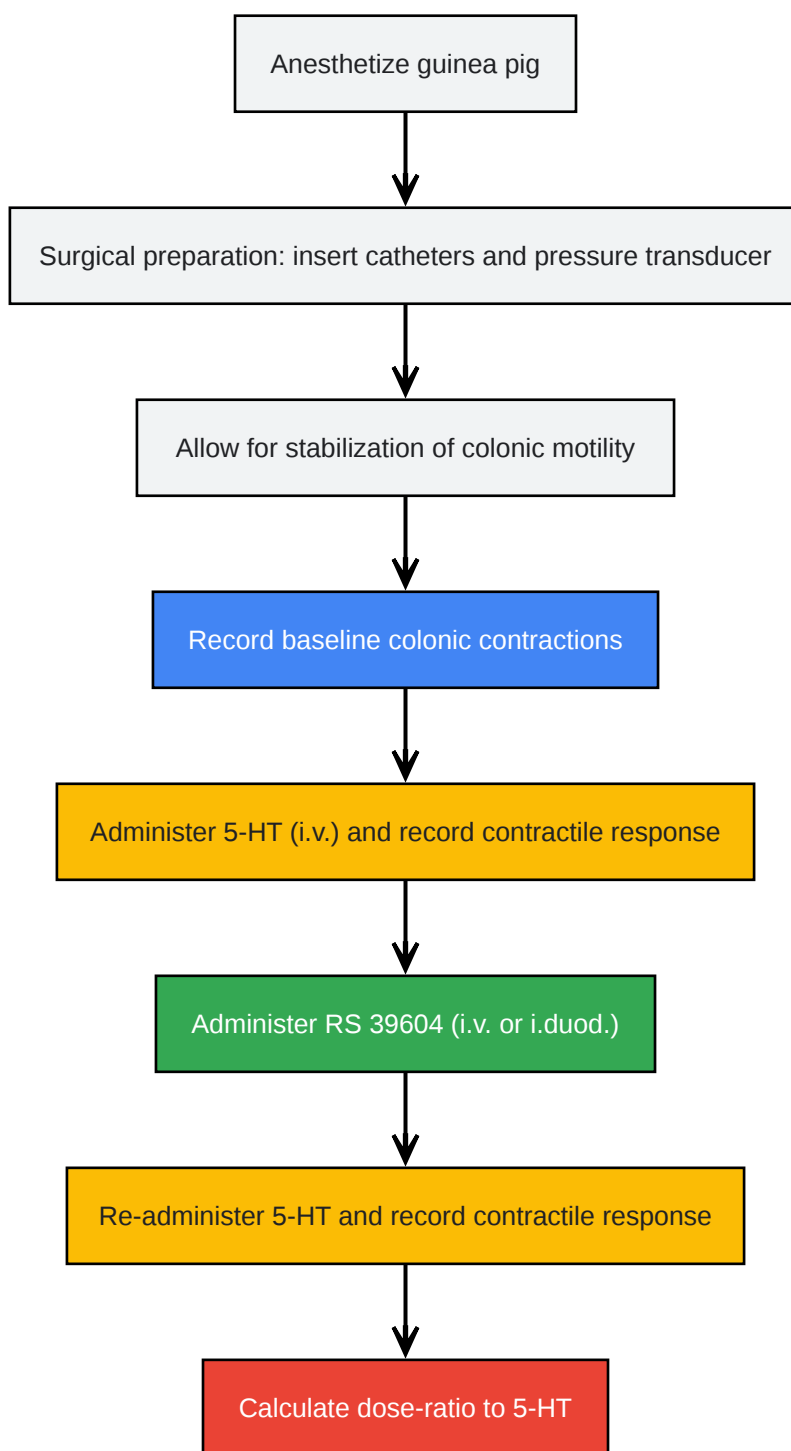 Anesthetize guinea pig
Surgical preparation: insert catheters and pressure transducer
Allow for stabilization of colonic motility
Record baseline colonic contractions
Administer 5-HT (i.v.) and record contractile response
Administer RS 39604 (i.v. or i.duod.)
Re-administer 5-HT and record contractile response
Calculate dose-ratio to 5-HT